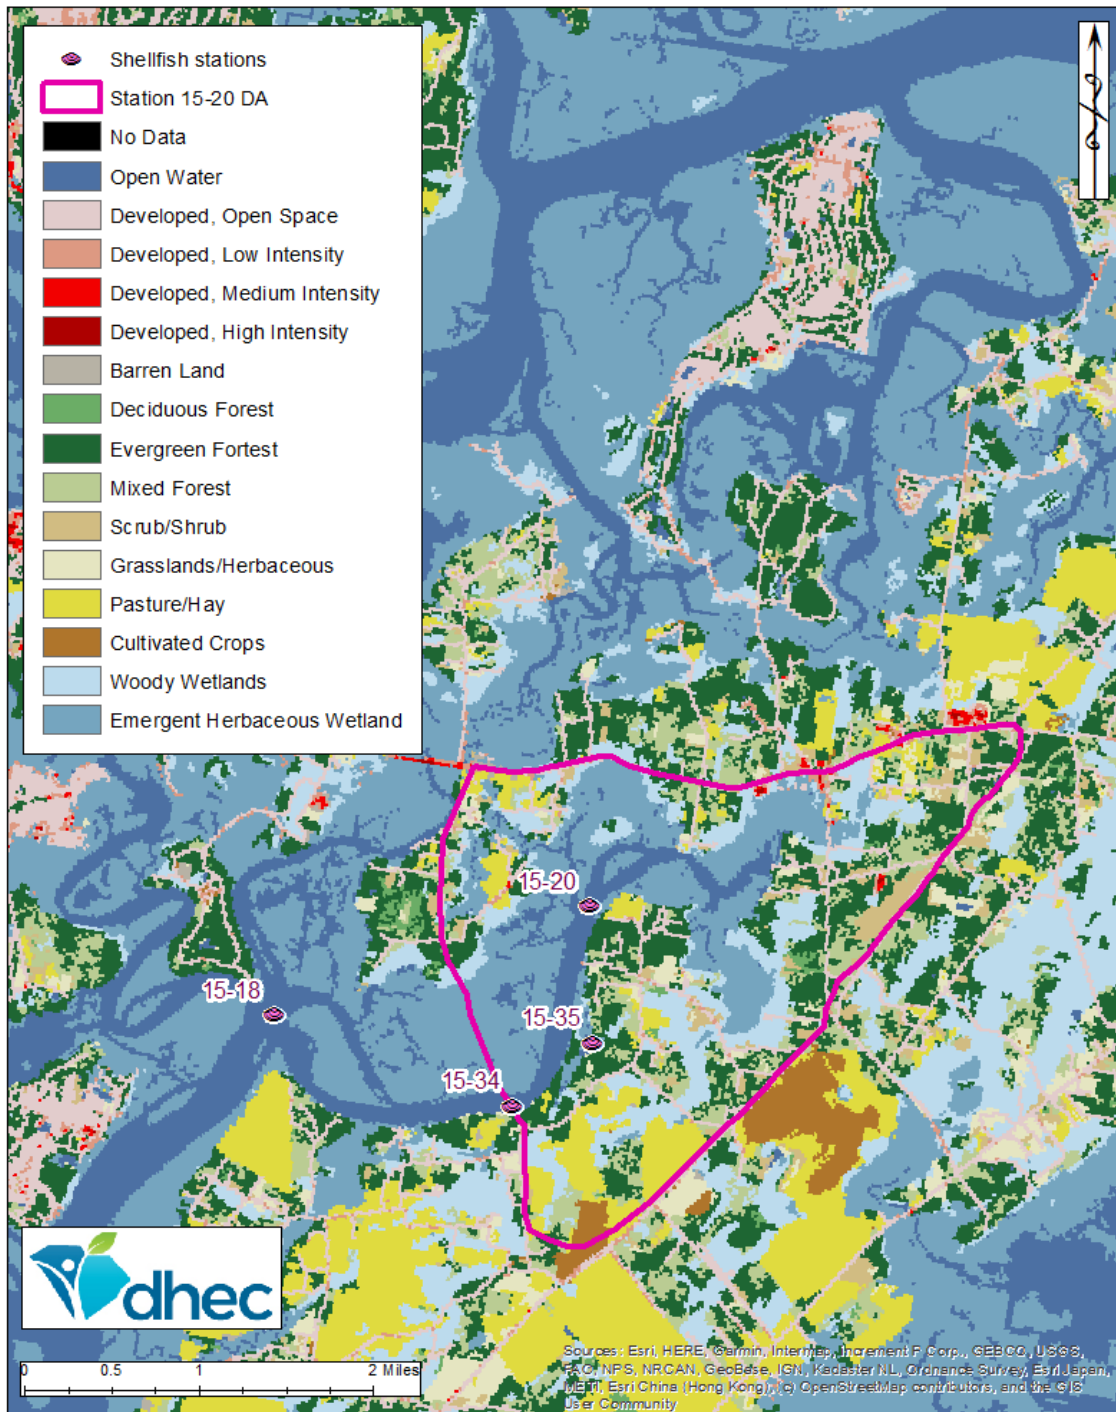 Shellfish stations
Station 15-20 DA
No Data
Open Water
Developed, Open Space
Developed, Low Intensity
Developed, Medium Intensity
Developed, High Intensity
Barren Land
Deciduous Forest
Evergreen Fortest
Mixed Forest
Scrub/Shrub
Grasslands/Herbaceous
Pasture/Hay
Cultivated Crops
Woody Wetlands
Emergent Herbaceous Wetland
15-20
15-18
15-35
15-34
dhec
0 0.5 1 2 Miles
Sources: Esri, HERE, Garmin, Intermap, increment P Corp., GEBCO, USGS,
FAO, NPS, NRCAN, GeoBase, IGN, Kadaster NL, Ordnance Survey, Esri Japan,
METI, Esri China (Hong Kong), (c) OpenStreetMap contributors, and the GIS
User Community